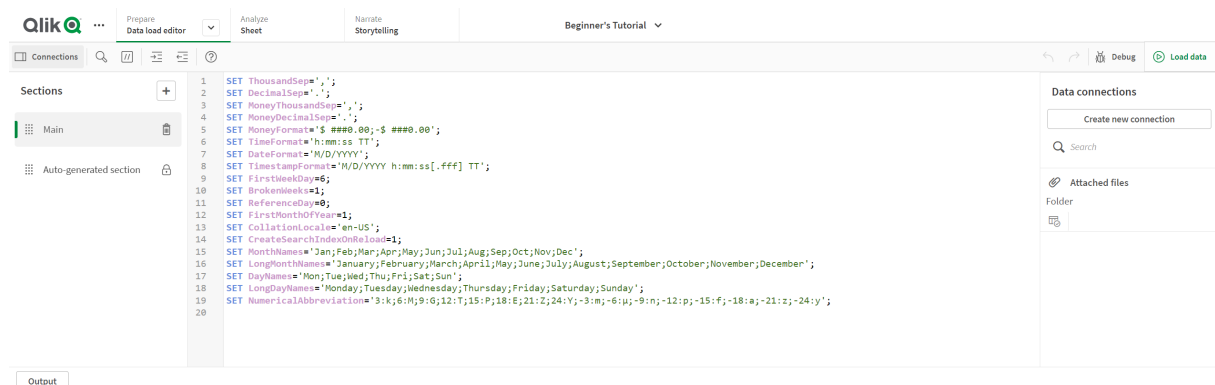 Qlik
Prepare
Data load editor
Analyze
Sheet
Narrate
Storytelling
Beginner's Tutorial
Connections
Debug
Load data
Sections
Main
Auto-generated section
1 SET ThousandSep=',';
2 SET DecimalSep='.';
3 SET MoneyThousandSep=',';
4 SET MoneyDecimalSep='.';
5 SET MoneyFormat='$ ###0.00;-$ ###0.00';
6 SET TimeFormat='h:mm:ss TT';
7 SET DateFormat='M/D/YYYY';
8 SET TimestampFormat='M/D/YYYY h:mm:ss[.fff] TT';
9 SET FirstWeekDay=6;
10 SET BrokenWeeks=1;
11 SET ReferenceDay=0;
12 SET FirstMonthOfYear=1;
13 SET CollationLocale='en-US';
14 SET CreateSearchIndexOnReload=1;
15 SET MonthNames='Jan;Feb;Mar;Apr;May;Jun;Jul;Aug;Sep;Oct;Nov;Dec';
16 SET LongMonthNames='January;February;March;April;May;June;July;August;September;October;November;December';
17 SET DayNames='Mon;Tue;Wed;Thu;Fri;Sat;Sun';
18 SET LongDayNames='Monday;Tuesday;Wednesday;Thursday;Friday;Saturday;Sunday';
19 SET NumericalAbbreviation='3:k;6:M;9:G;12:T;15:P;18:E;21:Z;24:Y;-3:m;-6:μ;-9:n;-12:p;-15:f;-18:a;-21:z;-24:y';
20
Data connections
Create new connection
Search
Attached files
Folder
Output